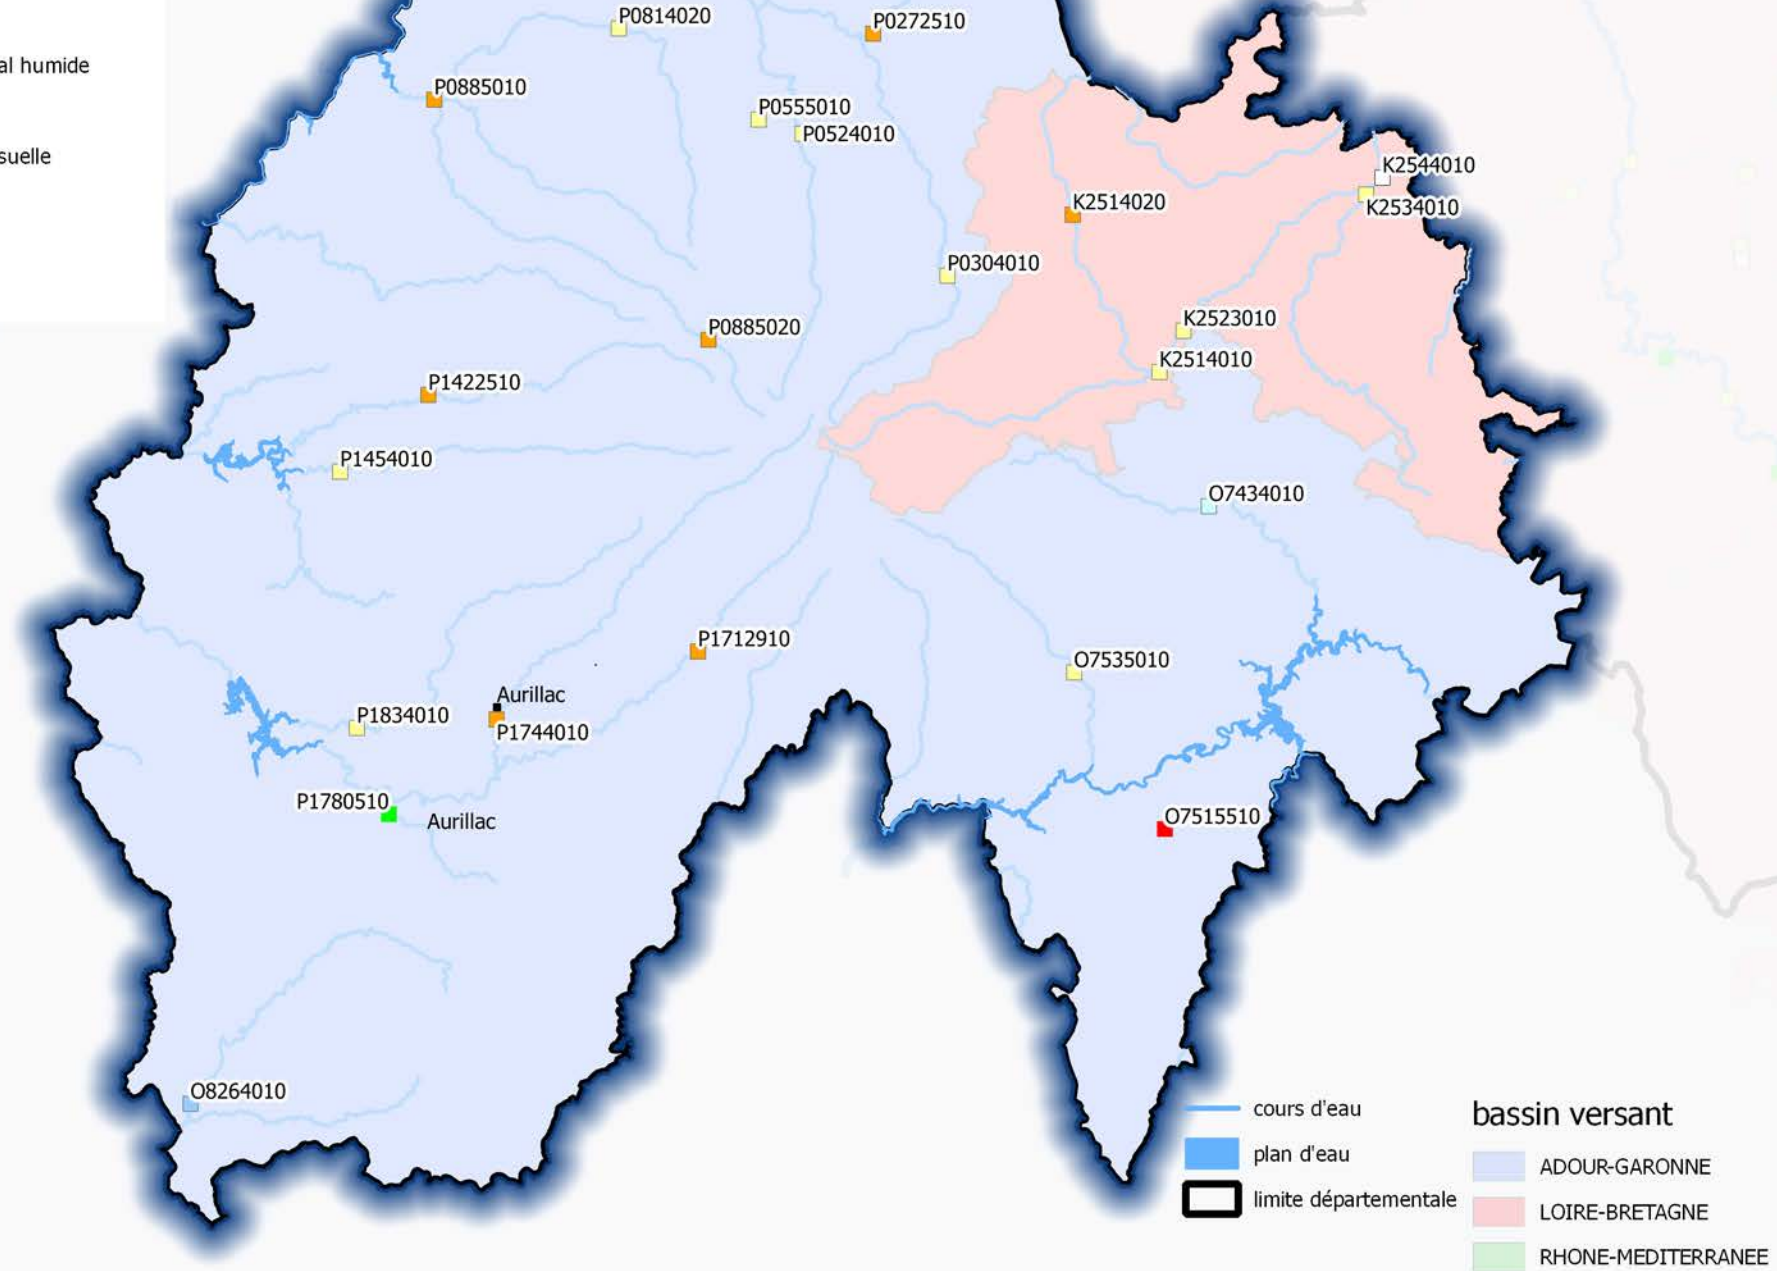 al humide
suelle
P0814020
P0272510
P0885010
P0555010
P0524010
K2544010
K2534010
K2514020
P0304010
K2523010
P0885020
K2514010
P1422510
P1454010
O7434010
P1712910
O7535010
Aurillac
P1834010
P1744010
P1780510
Aurillac
O7515510
O8264010
cours d'eau
plan d'eau
limite départementale
bassin versant
ADOUR-GARONNE
LOIRE-BRETAGNE
RHONE-MEDITERRANEE